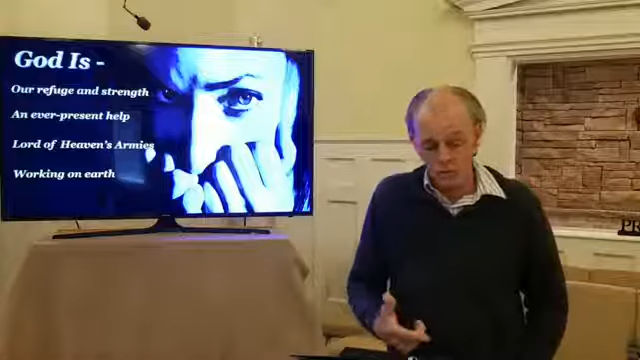 God Is -
Our refuge and strength
An ever-present help
Lord of Heaven's Armies
Working on earth